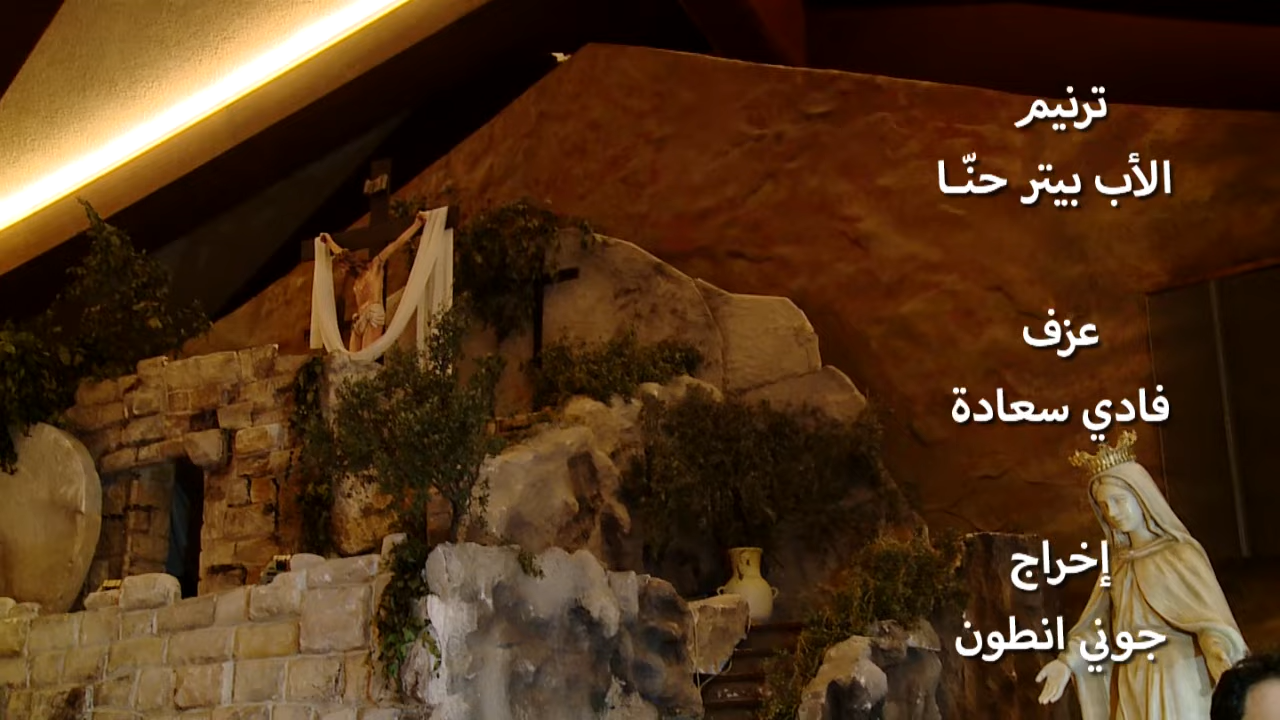 ترنيم
الأب بيتر حنّا
عزف
فادي سعادة
إخراج
جوني انطون